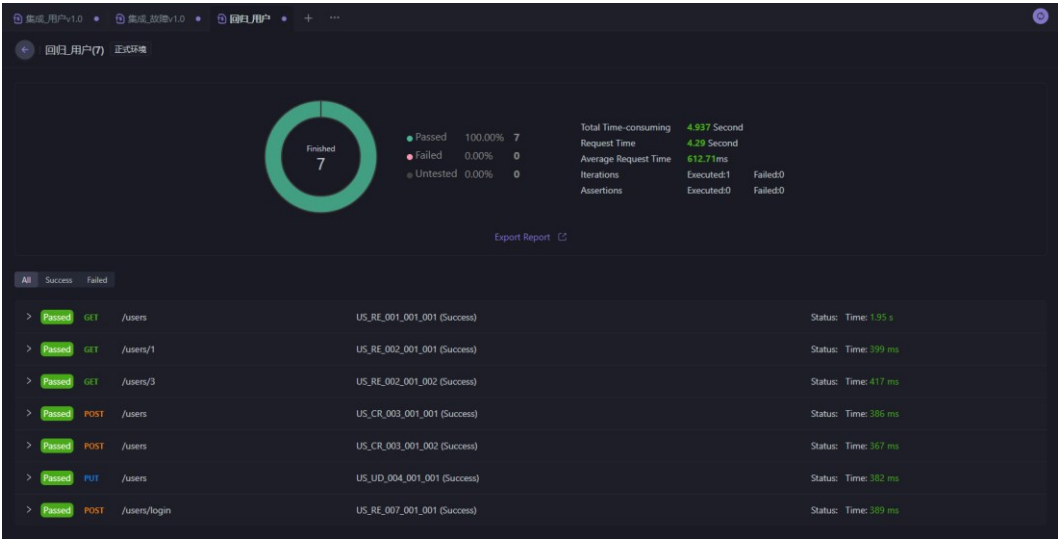 集成_用户v1.0 集成_故障v1.0 回归_用户
回归_用户(7) 正式环境
Finished
7
Passed 100.00% 7
Failed 0.00% 0
Untested 0.00% 0
Total Time-consuming 4.937 Second
Request Time 4.29 Second
Average Request Time 612.71ms
Iterations Executed:1 Failed:0
Assertions Executed:0 Failed:0
Export Report
All Success Failed
Passed GET /users US_RE_001_001_001 (Success) Status: Time: 1.95 s
Passed GET /users/1 US_RE_002_001_001 (Success) Status: Time: 399 ms
Passed GET /users/3 US_RE_002_001_002 (Success) Status: Time: 417 ms
Passed POST /users US_CR_003_001_001 (Success) Status: Time: 386 ms
Passed POST /users US_CR_003_001_002 (Success) Status: Time: 367 ms
Passed PUT /users US_UD_004_001_001 (Success) Status: Time: 382 ms
Passed POST /users/login US_RE_007_001_001 (Success) Status: Time: 389 ms